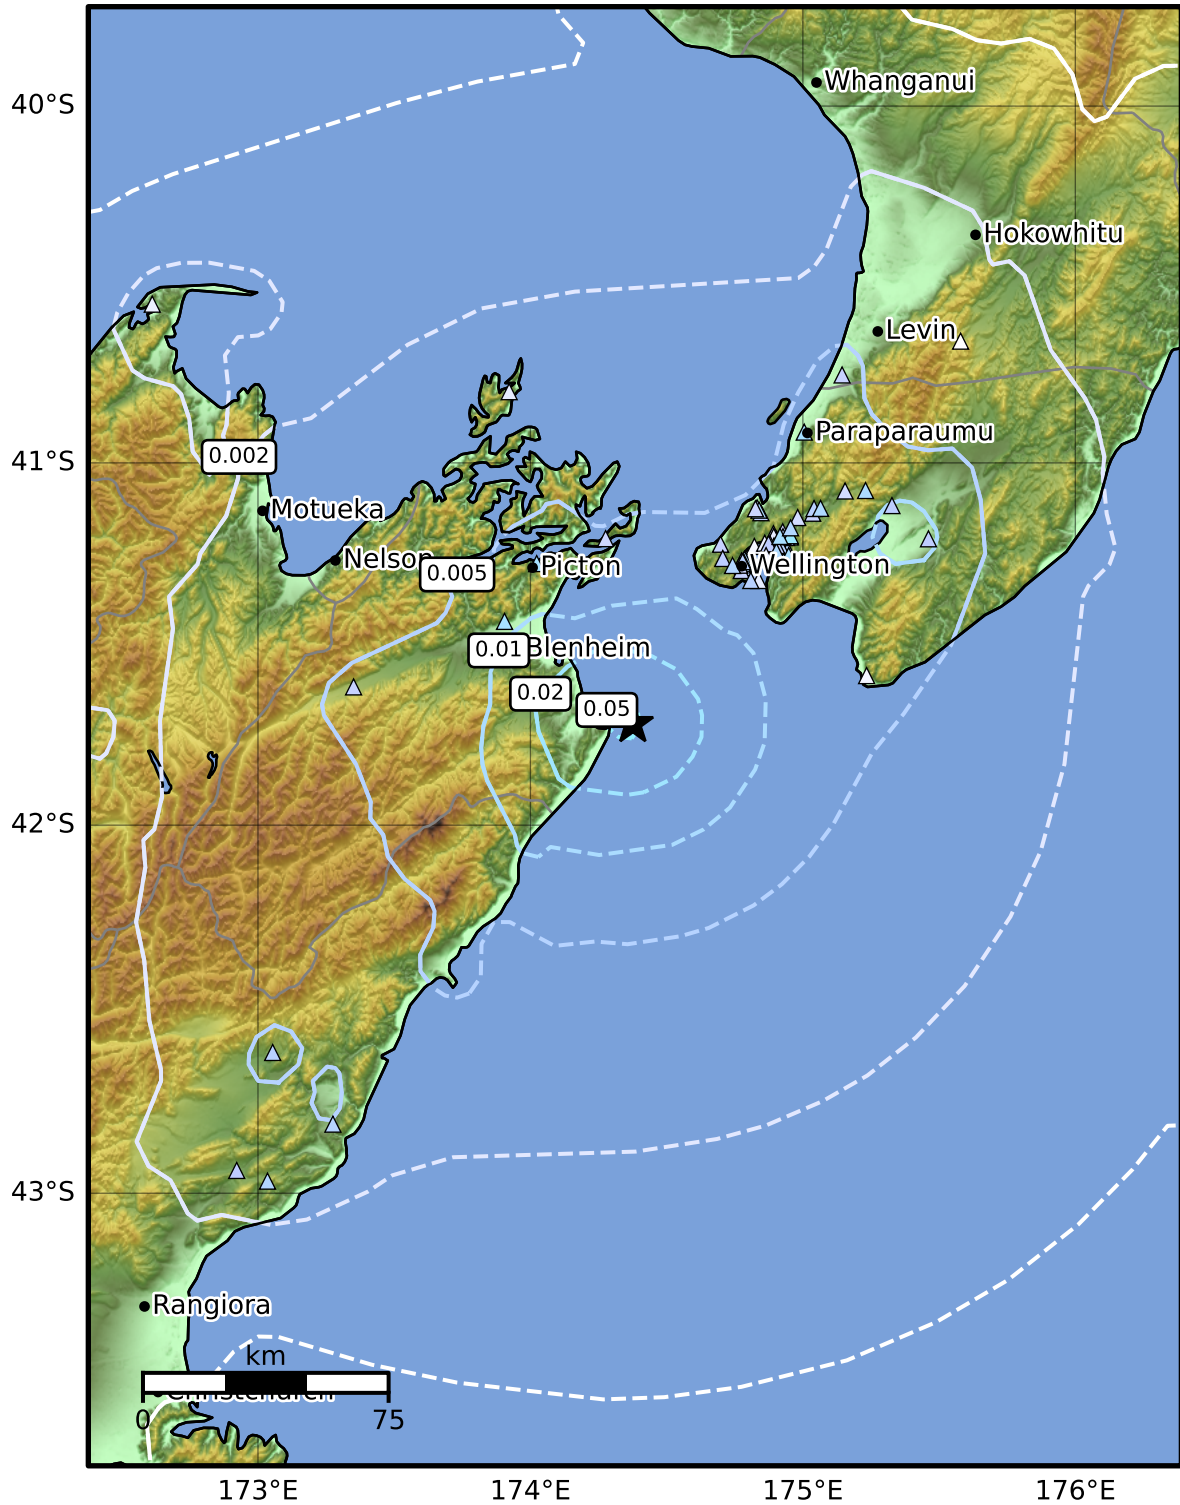 40°S
Whanganui
Hokowhitu
Levin
Paraparaumu
41°S
0.002
Motueka
Nelson
0.005
Picton
Wellington
0.01
Blenheim
0.02
0.05
42°S
43°S
Rangiora
km
Christchurch
0
75
173°E
174°E
175°E
176°E